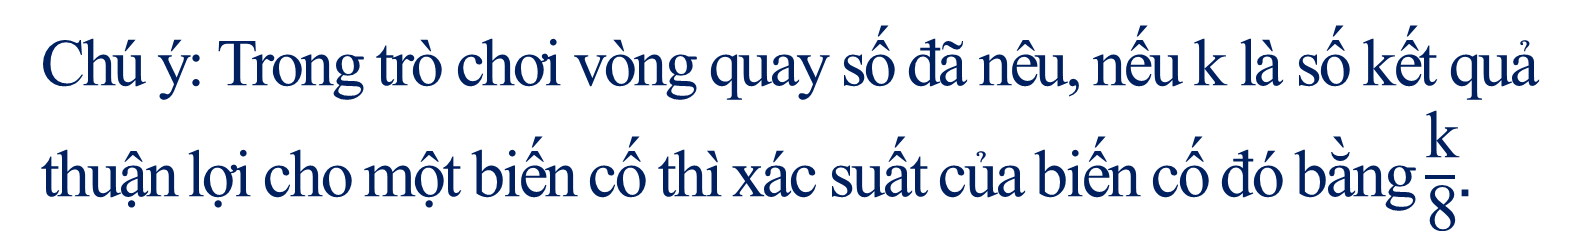 Chú ý: Trong trò chơi vòng quay số đã nêu, nếu k là số kết quả
thuận lợi cho một biến cố thì xác suất của biến cố đó bằng k/8.